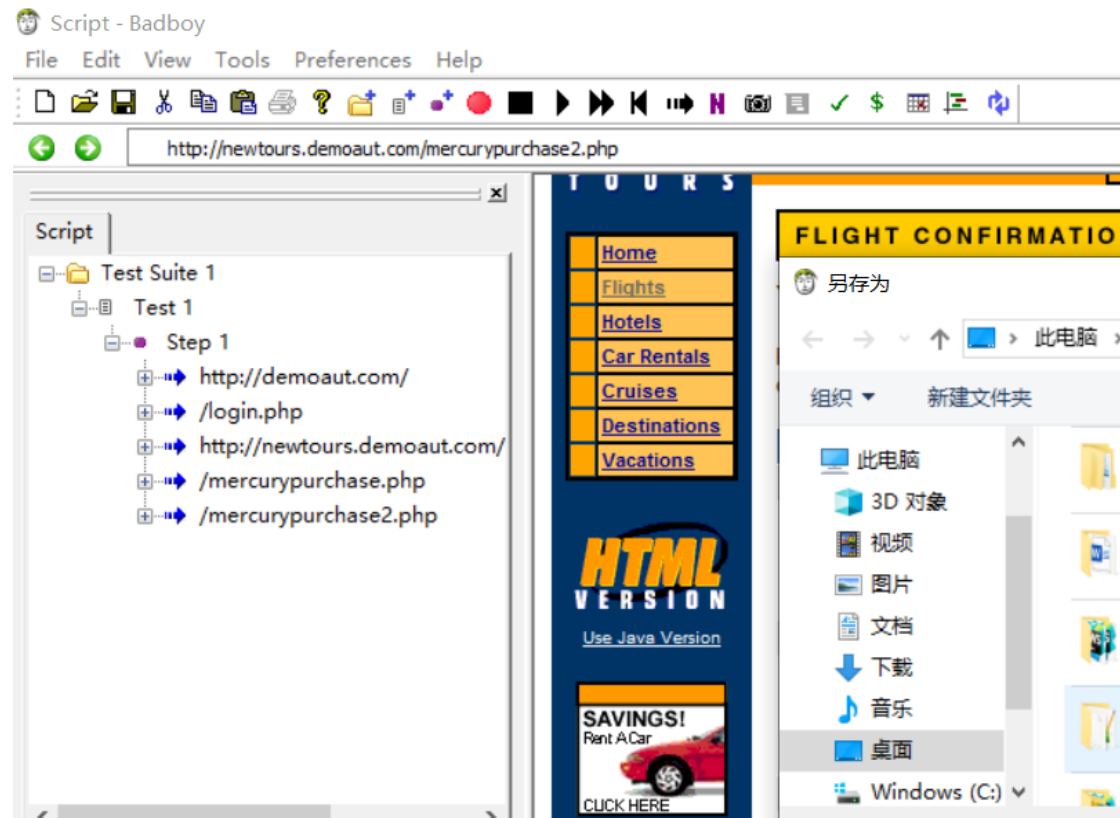 Script - Badboy
File Edit View Tools Preferences Help
http://newtours.demoaut.com/mercurypurchase2.php
Script
Test Suite 1
Test 1
Step 1
http://demoaut.com/
/login.php
http://newtours.demoaut.com/
/mercurypurchase.php
/mercurypurchase2.php
TOURS
Home
Flights
Hotels
Car Rentals
Cruises
Destinations
Vacations
HTML
VERSION
Use Java Version
SAVINGS!
Rent A Car
CLICK HERE
FLIGHT CONFIRMATIO
另存为
此电脑
组织 新建文件夹
此电脑
3D 对象
视频
图片
文档
下载
音乐
桌面
Windows (C:)